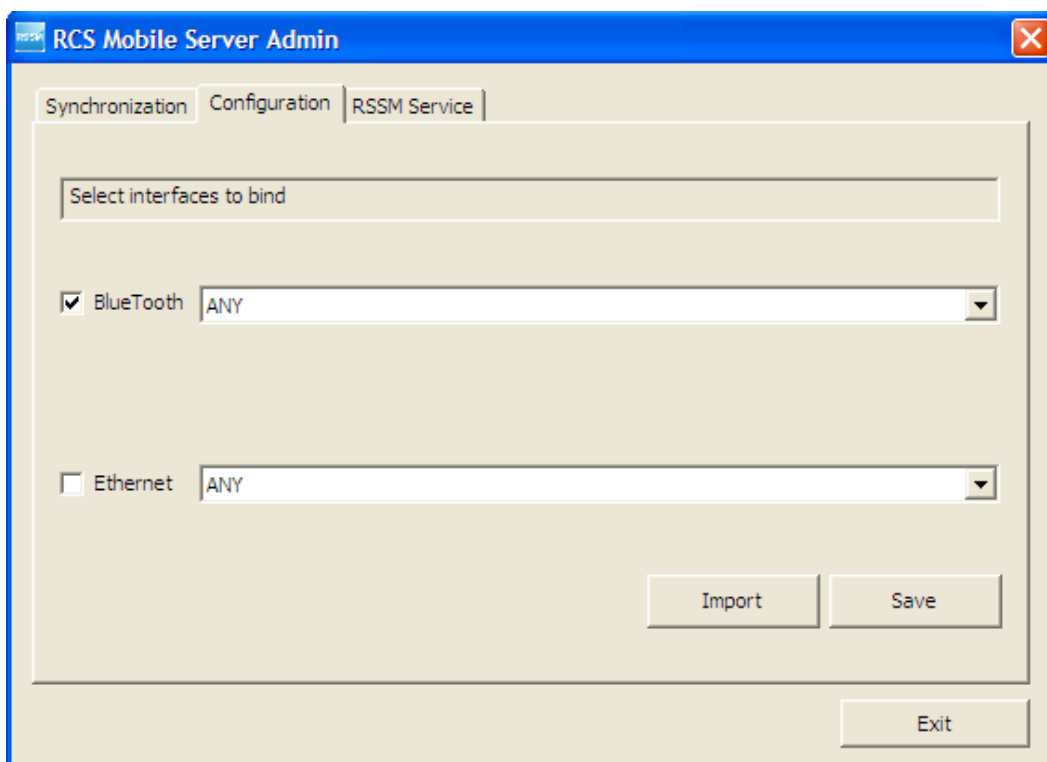 RSSM RCS Mobile Server Admin
Synchronization Configuration RSSM Service
Select interfaces to bind
BlueTooth ANY
Ethernet ANY
Import Save
Exit